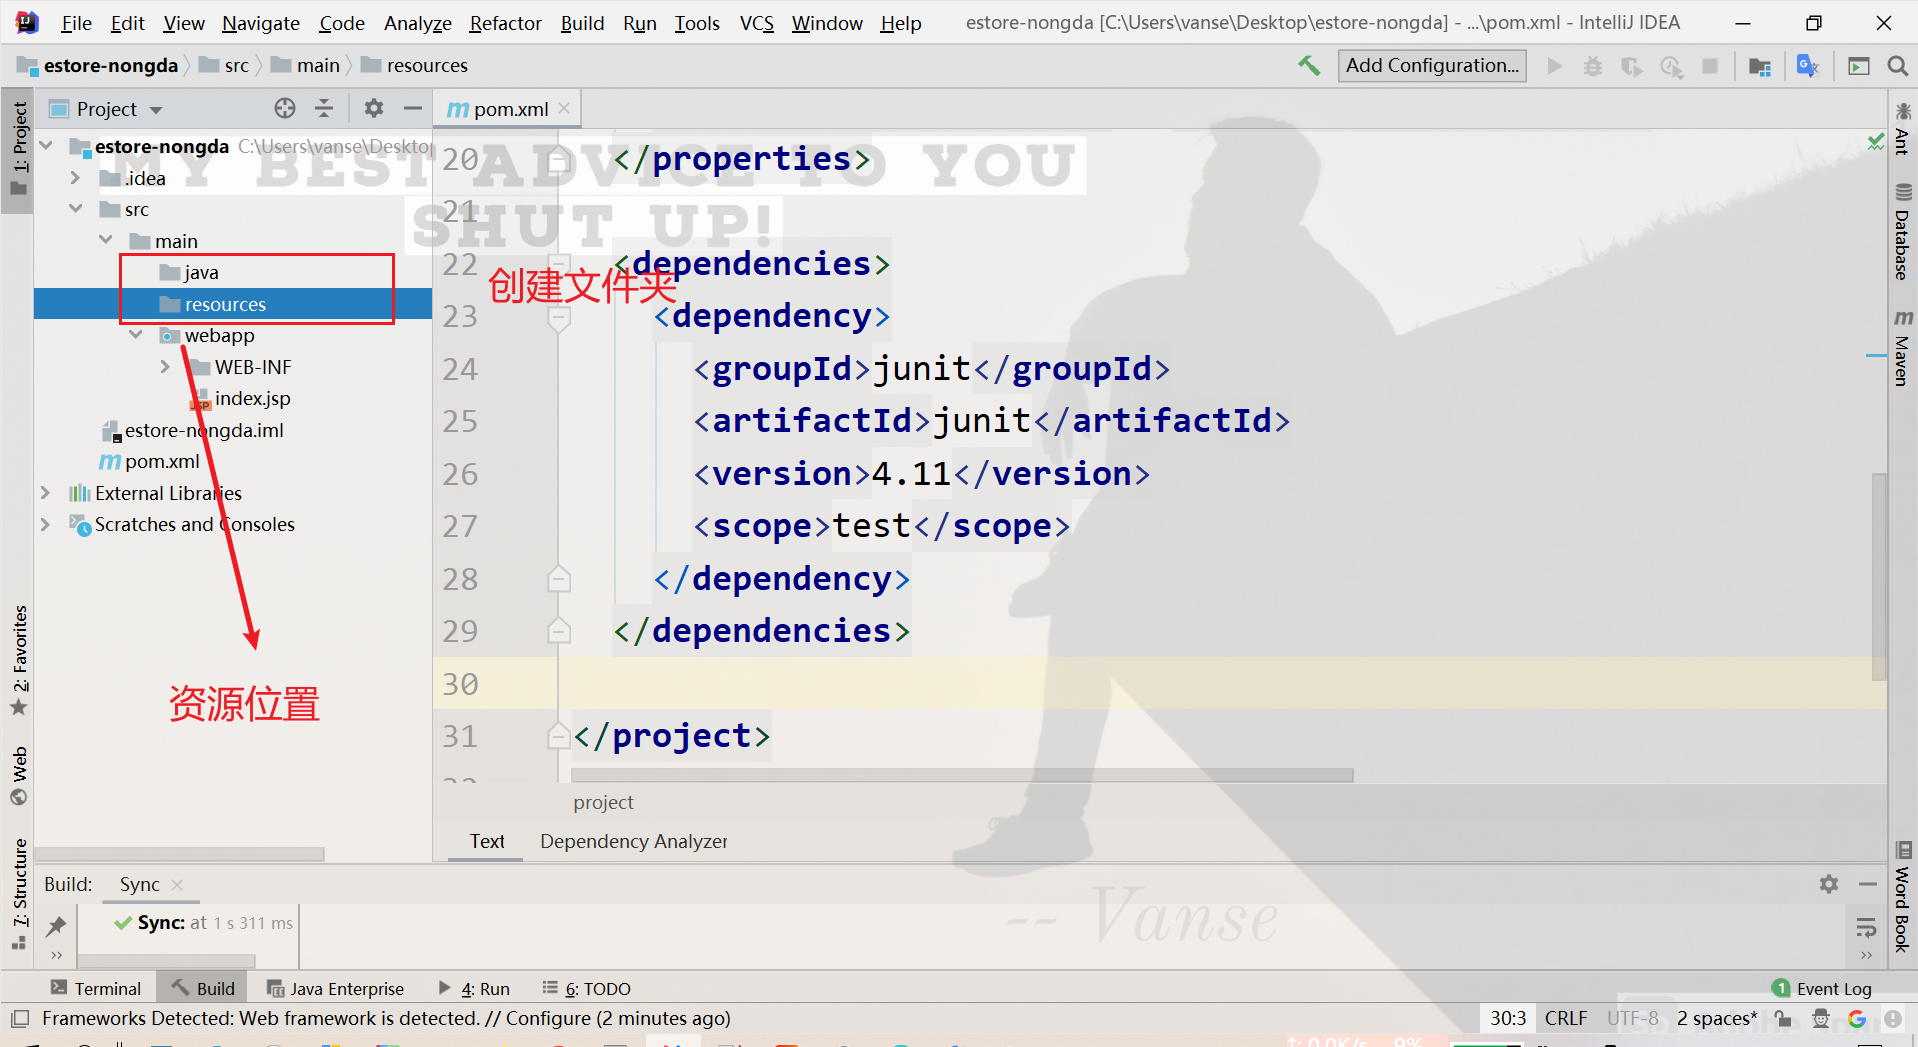 File Edit View Navigate Code Analyze Refactor Build Run Tools VCS Window Help estore-nongda [C:\Users\vanse\Desktop\estore-nongda] - ...\pom.xml - IntelliJ IDEA
estore-nongda src main resources Add Configuration...
Project pom.xml
1: Project
2: Favorites
Web
7: Structure
estore-nongda C:\Users\vanse\Deskto
.idea
src
main
java
resources
webapp
WEB-INF
index.jsp
estore-nongda.iml
pom.xml
External Libraries
Scratches and Consoles
资源位置
MY BEST ADVICE TO YOU
SHUT UP!
创建文件夹
20 </properties>
21
22 <dependencies>
23 <dependency>
24 <groupId>junit</groupId>
25 <artifactId>junit</artifactId>
26 <version>4.11</version>
27 <scope>test</scope>
28 </dependency>
29 </dependencies>
30
31 </project>
project
Text Dependency Analyzer
-- Vanse
Ant
Database
Maven
Word Book
Build: Sync
Sync: at 1 s 311 ms
Terminal Build Java Enterprise 4: Run 6: TODO 1 Event Log
Frameworks Detected: Web framework is detected. // Configure (2 minutes ago) 30:3 CRLF UTF-8 2 spaces*